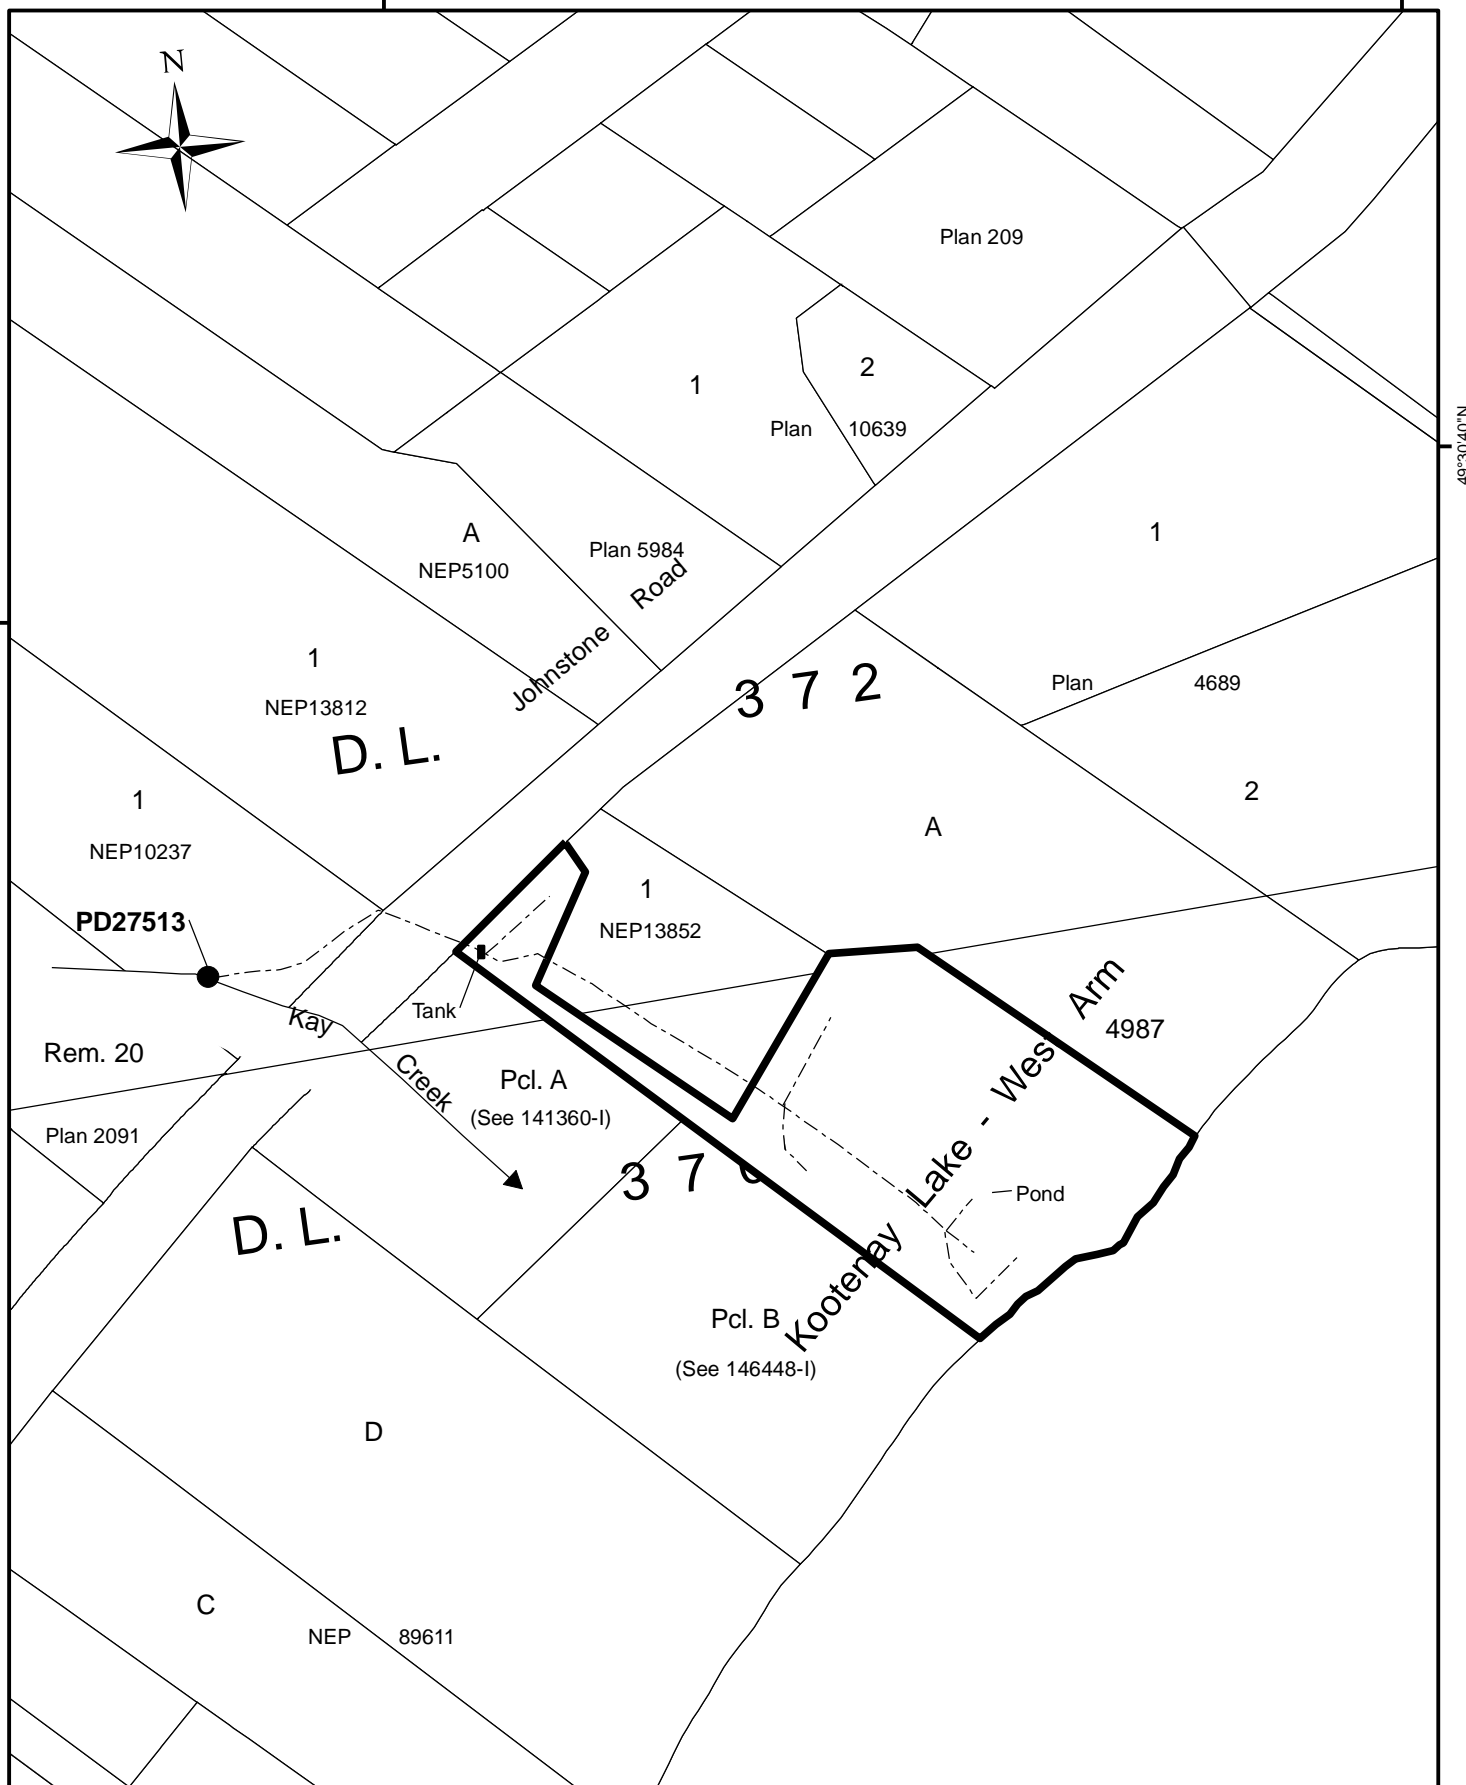 N
Plan 209
1
2
Plan 10639
49°30'40"N
A
NEP5100
Plan 5984
Johnstone Road
1
1
NEP13812
D. L. 3 7 2
Plan 4689
2
1
NEP10237
A
PD27513
1
NEP13852
Tank
Kay Creek
Rem. 20
Plan 2091
Pcl. A
(See 141360-I)
4987
Kootenay Lake - West Arm
Pond
D. L. 3 7
Pcl. B
(See 146448-I)
D
C
NEP 89611